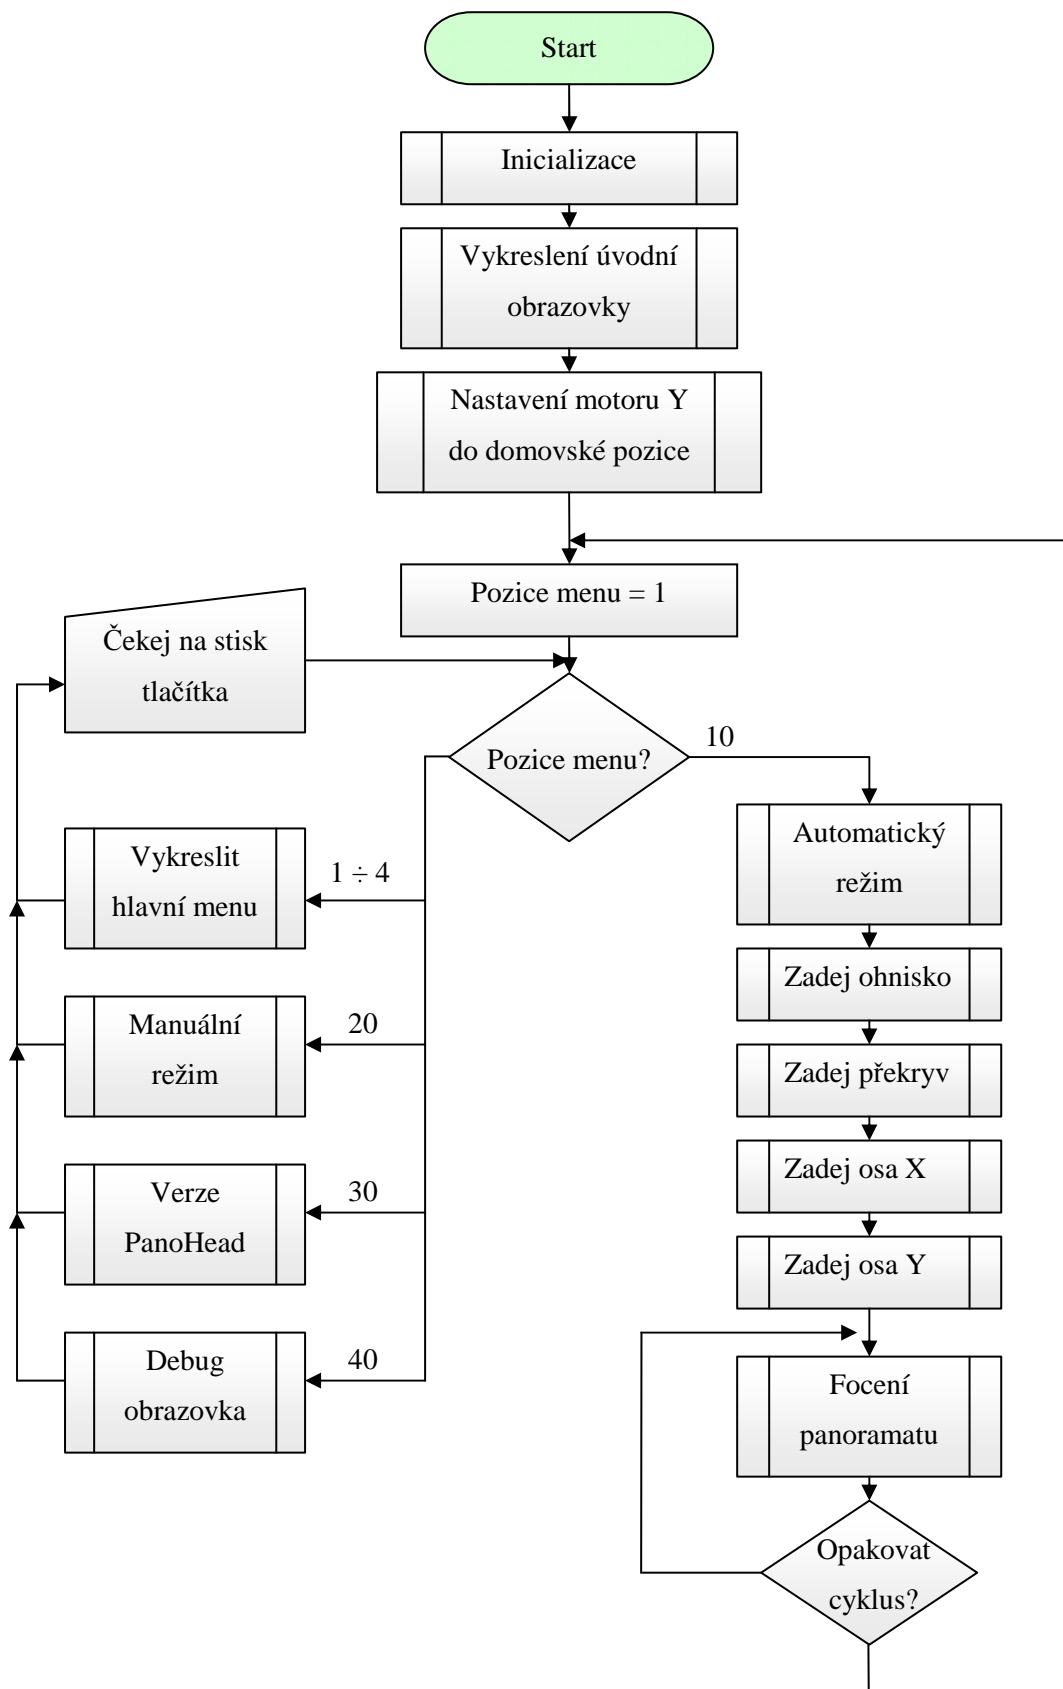 Start
Inicializace
Vykreslení úvodní
obrazovky
Nastavení motoru Y
do domovské pozice
Pozice menu = 1
Čekej na stisk
tlačítka
Pozice menu?
10
Vykreslit
hlavní menu
1 ÷ 4
Manuální
režim
20
Verze
PanoHead
30
Debug
obrazovka
40
Automatický
režim
Zadej ohnisko
Zadej překryv
Zadej osa X
Zadej osa Y
Focení
panoramatu
Opakovat
cyklus?